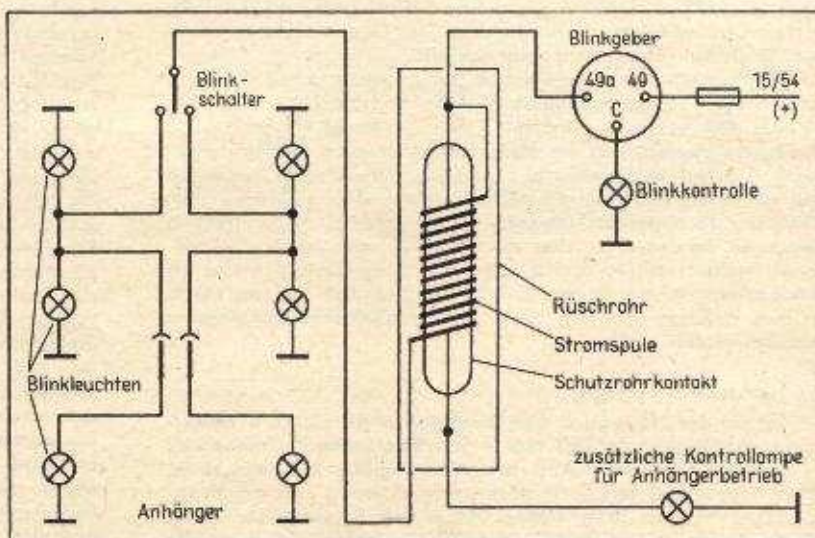 Blinkgeber
Blink-
schalter
49a 49
15/54
C
(*)
Blinkkontrolle
Rüschrohr
Stromspule
Blinkleuchten
Schutzrohrkontakt
zusätzliche Kontrollampe
für Anhängerbetrieb
Anhänger